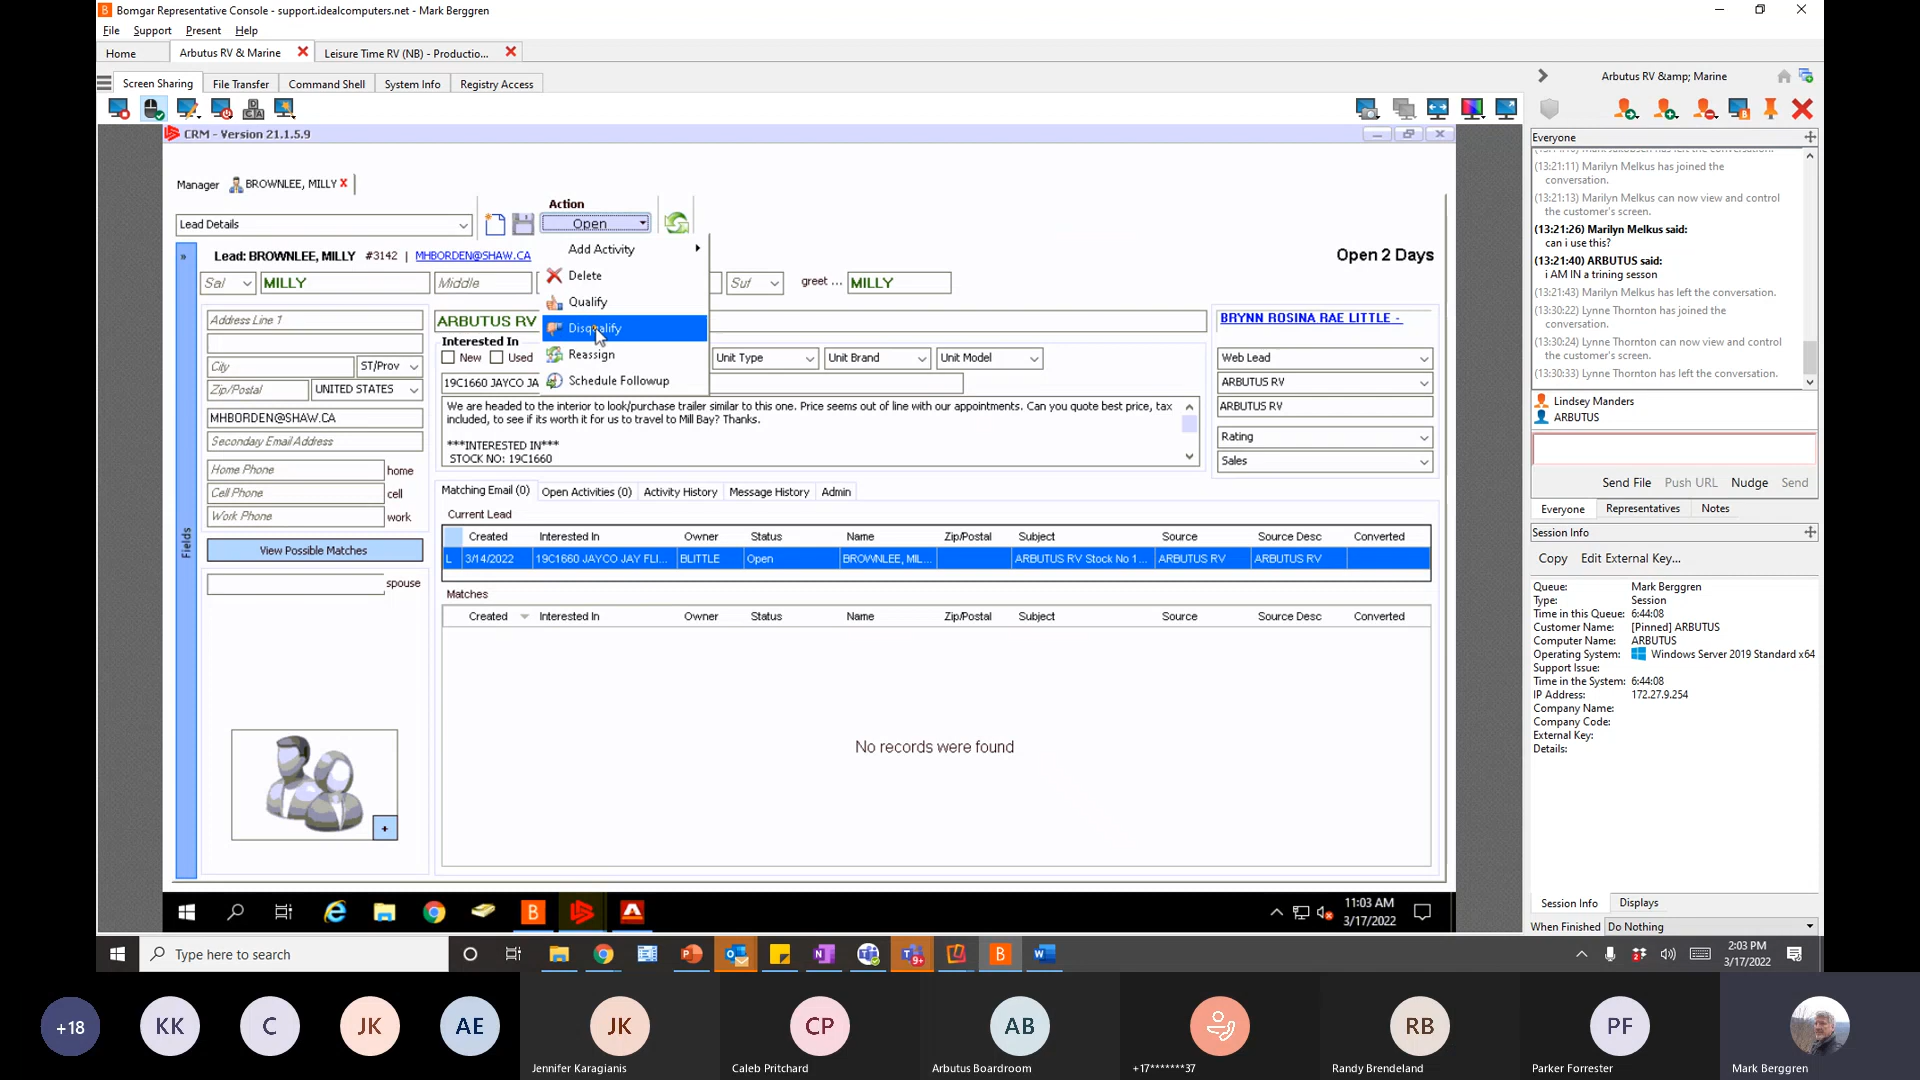 Bomgar Representative Console - support.idealcomputers.net - Mark Berggren
File Support Present Help
Home Arbutus RV & Marine Leisure Time RV (NB) - Productio...
Screen Sharing File Transfer Command Shell System Info Registry Access
Arbutus RV &amp; Marine
CRM - Version 21.1.5.9
Manager BROWNLEE, MILLY X
Action
Lead Details Open
Lead: BROWNLEE, MILLY #3142 | MHBORDEN@SHAW.CA
Open 2 Days
Sal MILLY Middle Suf greet ... MILLY
Add Activity
Delete
Qualify
Disqualify
Reassign
Schedule Followup
Address Line 1
City ST/Prov
Zip/Postal UNITED STATES
MHBORDEN@SHAW.CA
Secondary Email Address
Home Phone home
Cell Phone cell
Work Phone work
View Possible Matches
spouse
Fields
ARBUTUS RV
Interested In
New Used Unit Type Unit Brand Unit Model
19C1660 JAYCO JA
We are headed to the interior to look/purchase trailer similar to this one. Price seems out of line with our appointments. Can you quote best price, tax
included, to see if its worth it for us to travel to Mill Bay? Thanks.
***INTERESTED IN***
STOCK NO: 19C1660
BRYNN ROSINA RAE LITTLE -
Web Lead
ARBUTUS RV
ARBUTUS RV
Rating
Sales
Matching Email (0) Open Activities (0) Activity History Message History Admin
Current Lead
Created Interested In Owner Status Name Zip/Postal Subject Source Source Desc Converted
L 3/14/2022 19C1660 JAYCO JAY FLI... BLITTLE Open BROWNLEE, MIL... ARBUTUS RV Stock No 1... ARBUTUS RV ARBUTUS RV
Matches
Created Interested In Owner Status Name Zip/Postal Subject Source Source Desc Converted
No records were found
11:03 AM
3/17/2022
Everyone
(13:21:11) Marilyn Melkus has joined the
conversation.
(13:21:13) Marilyn Melkus can now view and control
the customer's screen.
(13:21:26) Marilyn Melkus said:
can i use this?
(13:21:40) ARBUTUS said:
i AM IN a trining sesson
(13:21:43) Marilyn Melkus has left the conversation.
(13:30:22) Lynne Thornton has joined the
conversation.
(13:30:24) Lynne Thornton can now view and control
the customer's screen.
(13:30:33) Lynne Thornton has left the conversation.
Lindsey Manders
ARBUTUS
Send File Push URL Nudge Send
Everyone Representatives Notes
Session Info
Copy Edit External Key...
Queue: Mark Berggren
Type: Session
Time in this Queue: 6:44:08
Customer Name: [Pinned] ARBUTUS
Computer Name: ARBUTUS
Operating System: Windows Server 2019 Standard x64
Support Issue:
Time in the System: 6:44:08
IP Address: 172.27.9.254
Company Name:
Company Code:
External Key:
Details:
Session Info Displays
When Finished Do Nothing
Type here to search
2:03 PM
3/17/2022
+18 KK C JK AE JK CP AB RB PF
Jennifer Karagianis Caleb Pritchard Arbutus Boardroom +17*******37 Randy Brendeland Parker Forrester Mark Berggren